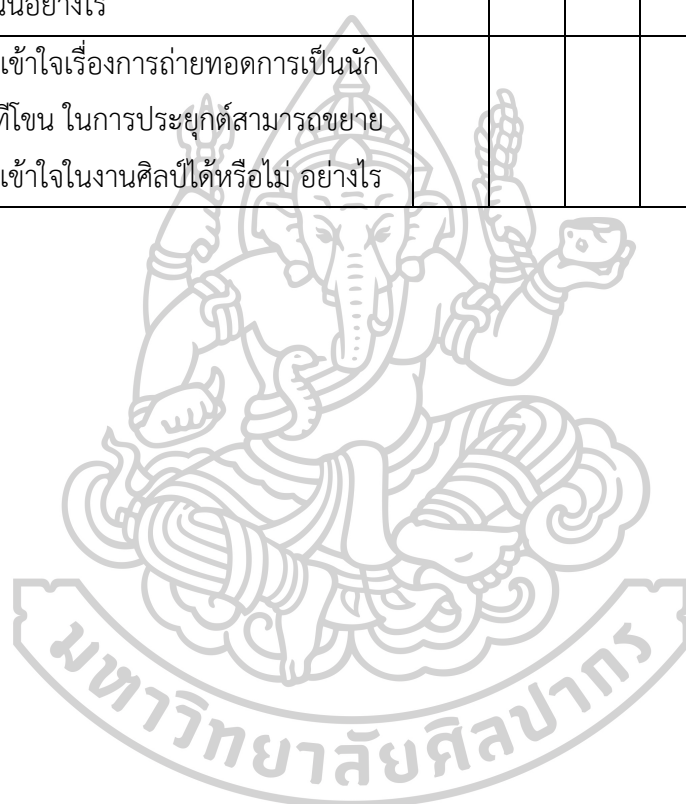 นั้นอย่างไร
เข้าใจเรื่องการถ่ายทอดการเป็นนัก
ทีโขน ในการประยุกต์สามารถขยาย
เข้าใจในงานศิลป์ได้หรือไม่ อย่างไร
มหาวิทยาลัยศิลปากร